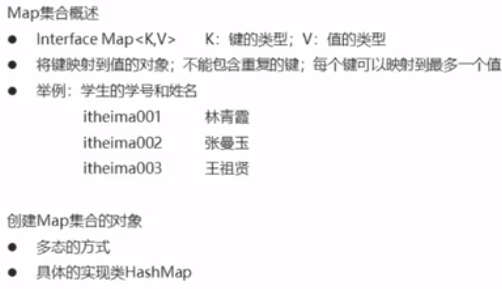 Map集合概述
● Interface Map<K,V> K：键的类型；V：值的类型
● 将键映射到值的对象；不能包含重复的键；每个键可以映射到最多一个值
● 举例：学生的学号和姓名
itheima001 林青霞
itheima002 张曼玉
itheima003 王祖贤
创建Map集合的对象
● 多态的方式
● 具体的实现类HashMap